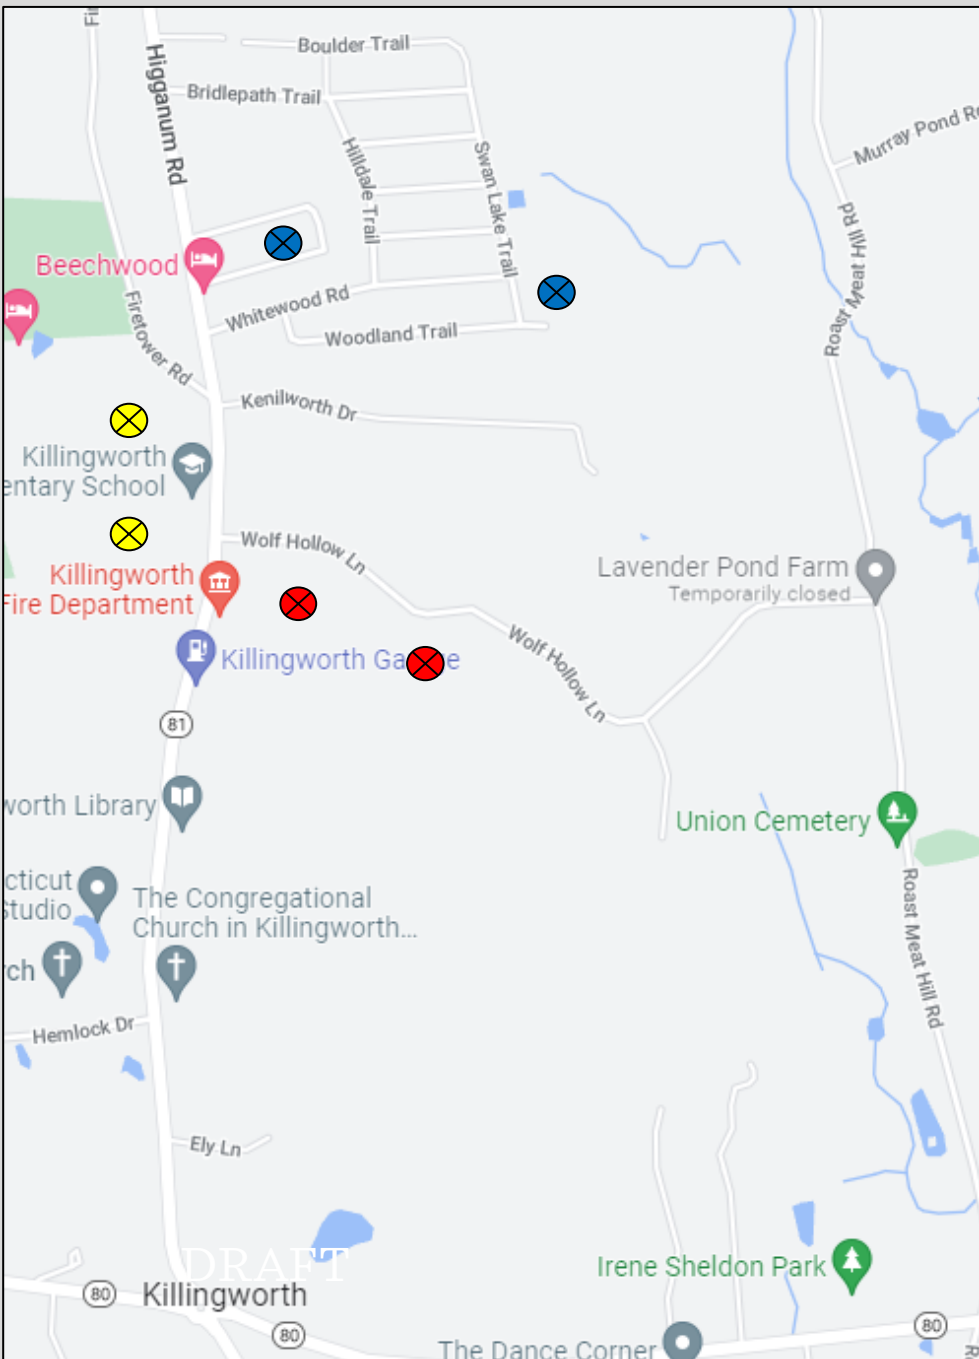 Fi
Boulder Trail
Higganum Rd
Bridlepath Trail
Murray Pond R
Hilldale Trail
Swan Lake Trail
Roast Meat Hill Rd
Beechwood
Firetower Rd
Whitewood Rd
Woodland Trail
Kenilworth Dr
Killingworth
entary School
Wolf Hollow Ln
Killingworth
Fire Department
Lavender Pond Farm
Temporarily closed
Killingworth Ga e
Wolf Hollow Ln
81
worth Library
Union Cemetery
cticut
Studio
The Congregational
Church in Killingworth...
rch
Roast Meat Hill Rd
Hemlock Dr
Ely Ln
DRAFT
Irene Sheldon Park
80
Killingworth
80
80
The Dance Corner